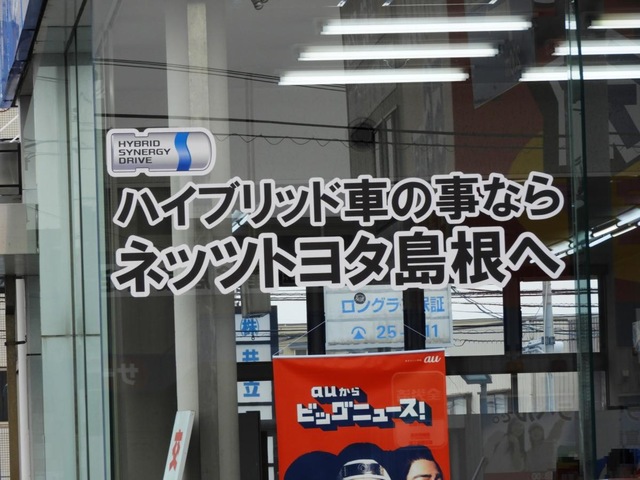 HYBRID
SYNERGY
DRIVE
ハイブリッド車の事なら
ネッツトヨタ島根へ
au
auから
ビッグニュース!